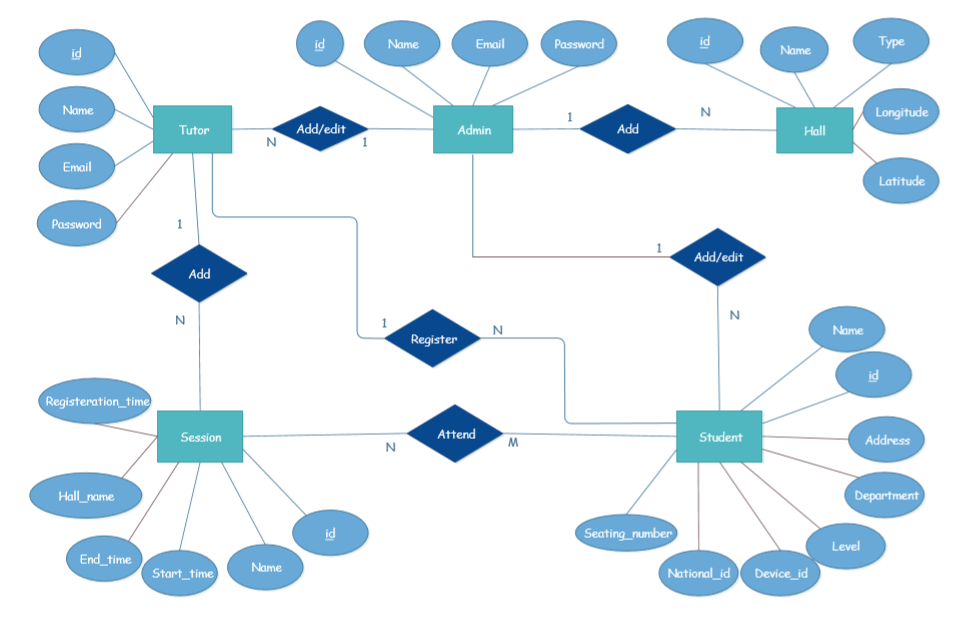 id
Name
Email
Password
id
Name
Type
id
Name
Longitude
Tutor
Add/edit
Admin
Add
Hall
N
1
1
N
Email
Latitude
Password
1
1
Add/edit
Add
N
N
1
Register
N
Name
id
Registeration_time
Session
Attend
Student
Address
N
M
Hall_name
Department
id
Seating_number
Level
End_time
Start_time
Name
National_id
Device_id